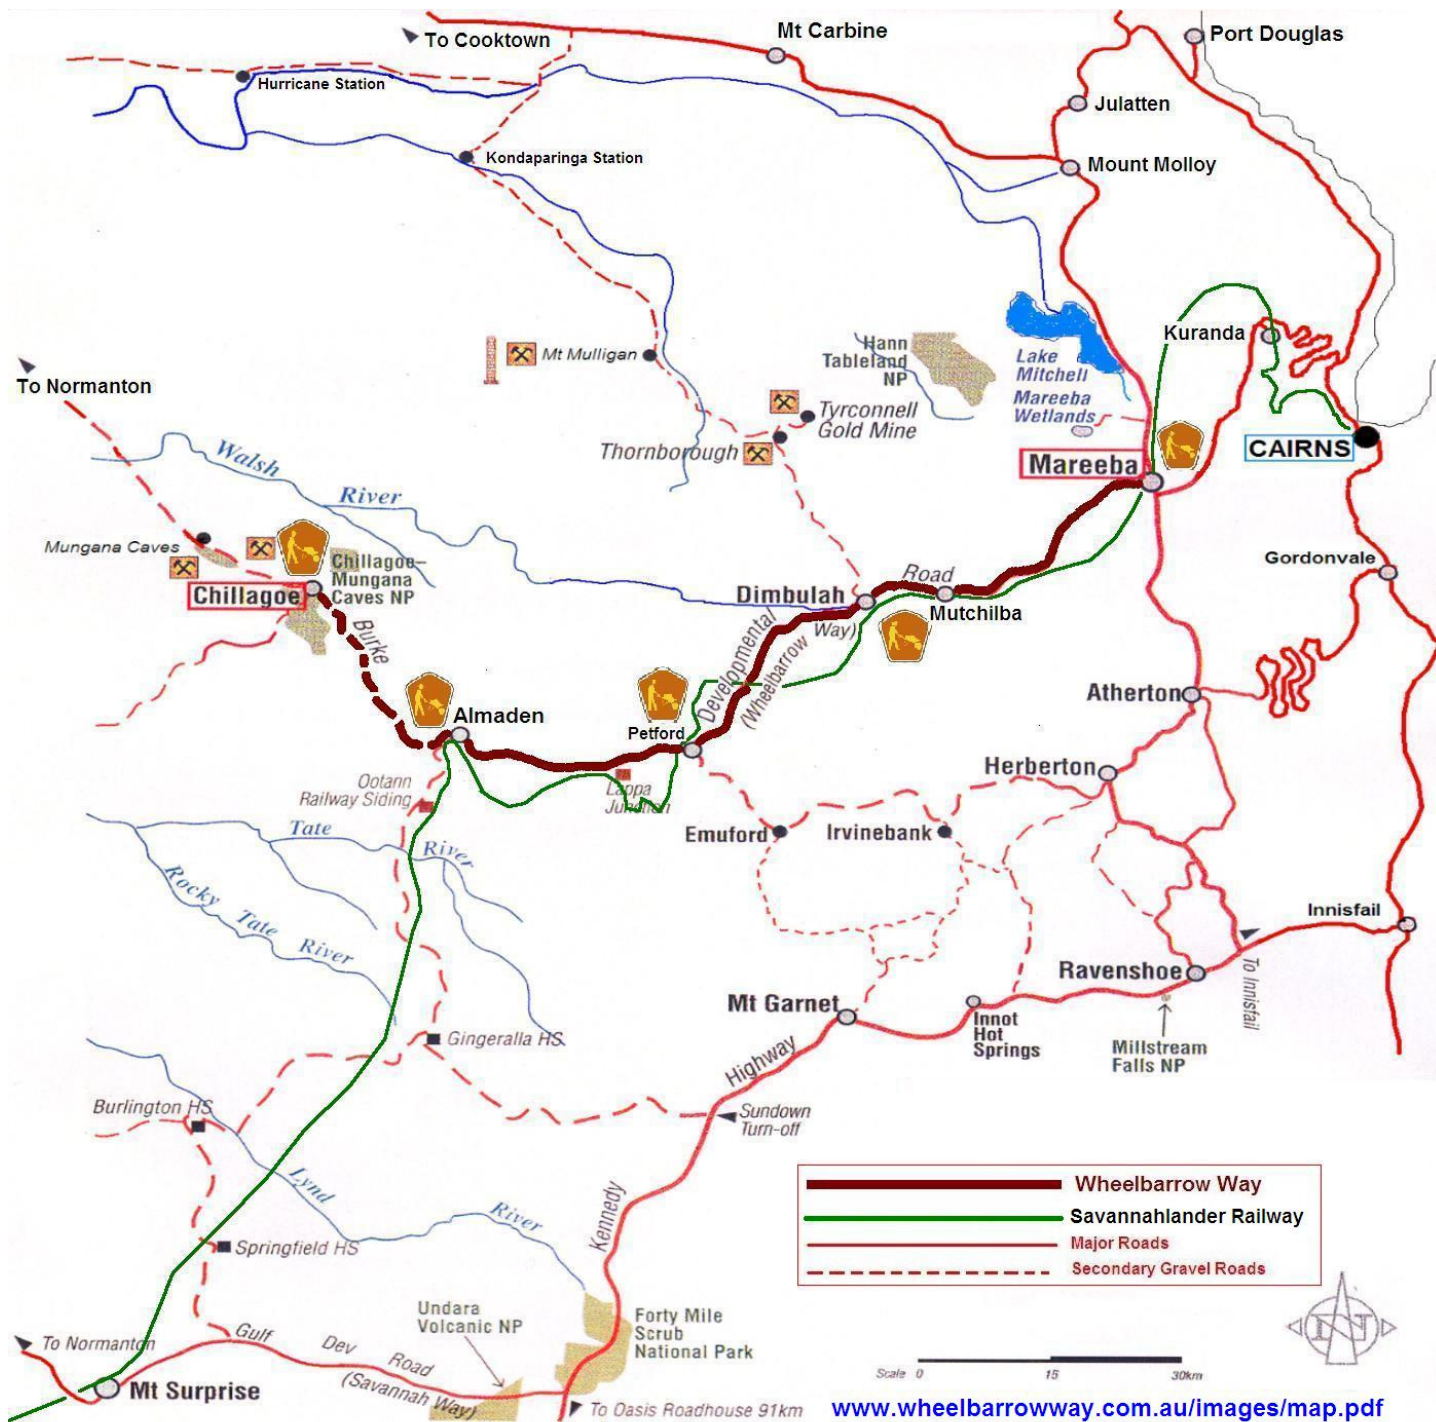 To Cooktown
Mt Carbine
Port Douglas
Hurricane Station
Julatten
Kondaparinga Station
Mount Molloy
Kuranda
Mt Mulligan
Hann
Tableland
NP
Lake
Mitchell
Mareeba
Wetlands
To Normanton
Tyrconnell
Gold Mine
Thornborough
CAIRNS
Mareeba
Walsh
River
Mungana Caves
Chillagoe-
Mungana
Caves NP
Chillagoe
Gordonvale
Dimbulah
Road
Mutchilba
Burke
Developmental
(Wheelbarrow
Way)
Atherton
Almaden
Petford
Herberton
Ootann
Railway Siding
Lappa
Junction
Emuford
Irvinebank
Tate
River
Rocky Tate River
Innisfail
Ravenshoe
To Innisfail
Mt Garnet
Innot
Hot
Springs
Millstream
Falls NP
Gingeralla HS
Highway
Burlington HS
Sundown
Turn-off
Lynd
River
Kennedy
Springfield HS
Wheelbarrow Way
Savannahlander Railway
Major Roads
Secondary Gravel Roads
Undara
Volcanic NP
Forty Mile
Scrub
National Park
To Normanton
Gulf Dev Road
(Savannah Way)
Mt Surprise
Scale 0 15 30km
To Oasis Roadhouse 91km
www.wheelbarrowway.com.au/images/map.pdf